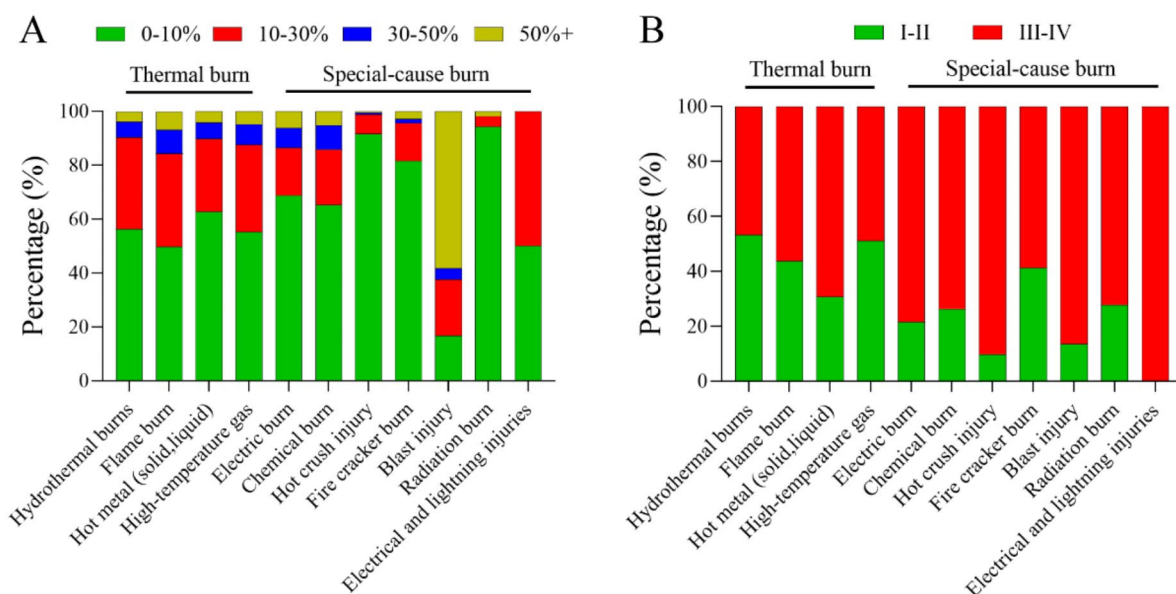 A
0-10% 10-30% 30-50% 50%+
Thermal burn Special-cause burn
Percentage (%)
100
80
60
40
20
0
Hydrothermal burns
Flame burn
Hot metal (solid,liquid)
High-temperature gas
Electric burn
Chemical burn
Hot crush injury
Fire cracker burn
Blast injury
Radiation burn
Electrical and lightning injuries
B
I-II III-IV
Thermal burn Special-cause burn
Percentage (%)
100
80
60
40
20
0
Hydrothermal burns
Flame burn
Hot metal (solid,liquid)
High-temperature gas
Electric burn
Chemical burn
Hot crush injury
Fire cracker burn
Blast injury
Radiation burn
Electrical and lightning injuries